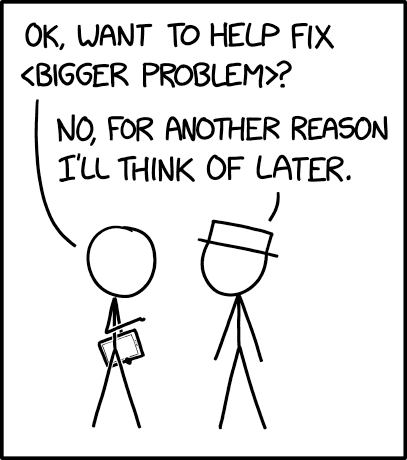 OK, WANT TO HELP FIX
<BIGGER PROBLEM>?
NO, FOR ANOTHER REASON
I'LL THINK OF LATER.